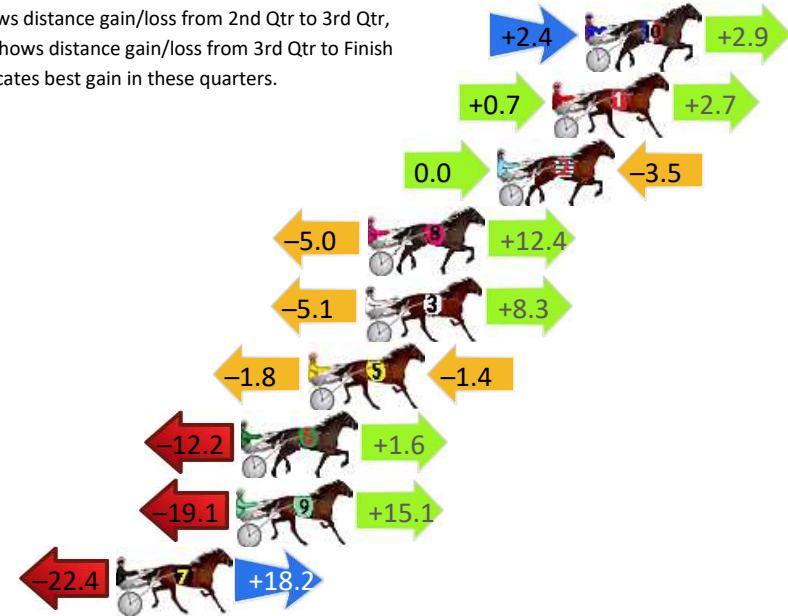 ws distance gain/loss from 2nd Qtr to 3rd Qtr,
hows distance gain/loss from 3rd Qtr to Finish
cates best gain in these quarters.
+2.4 10 +2.9
+0.7 1 +2.7
0.0 2 –3.5
–5.0 8 +12.4
–5.1 3 +8.3
–1.8 5 –1.4
–12.2 6 +1.6
–19.1 9 +15.1
–22.4 7 +18.2